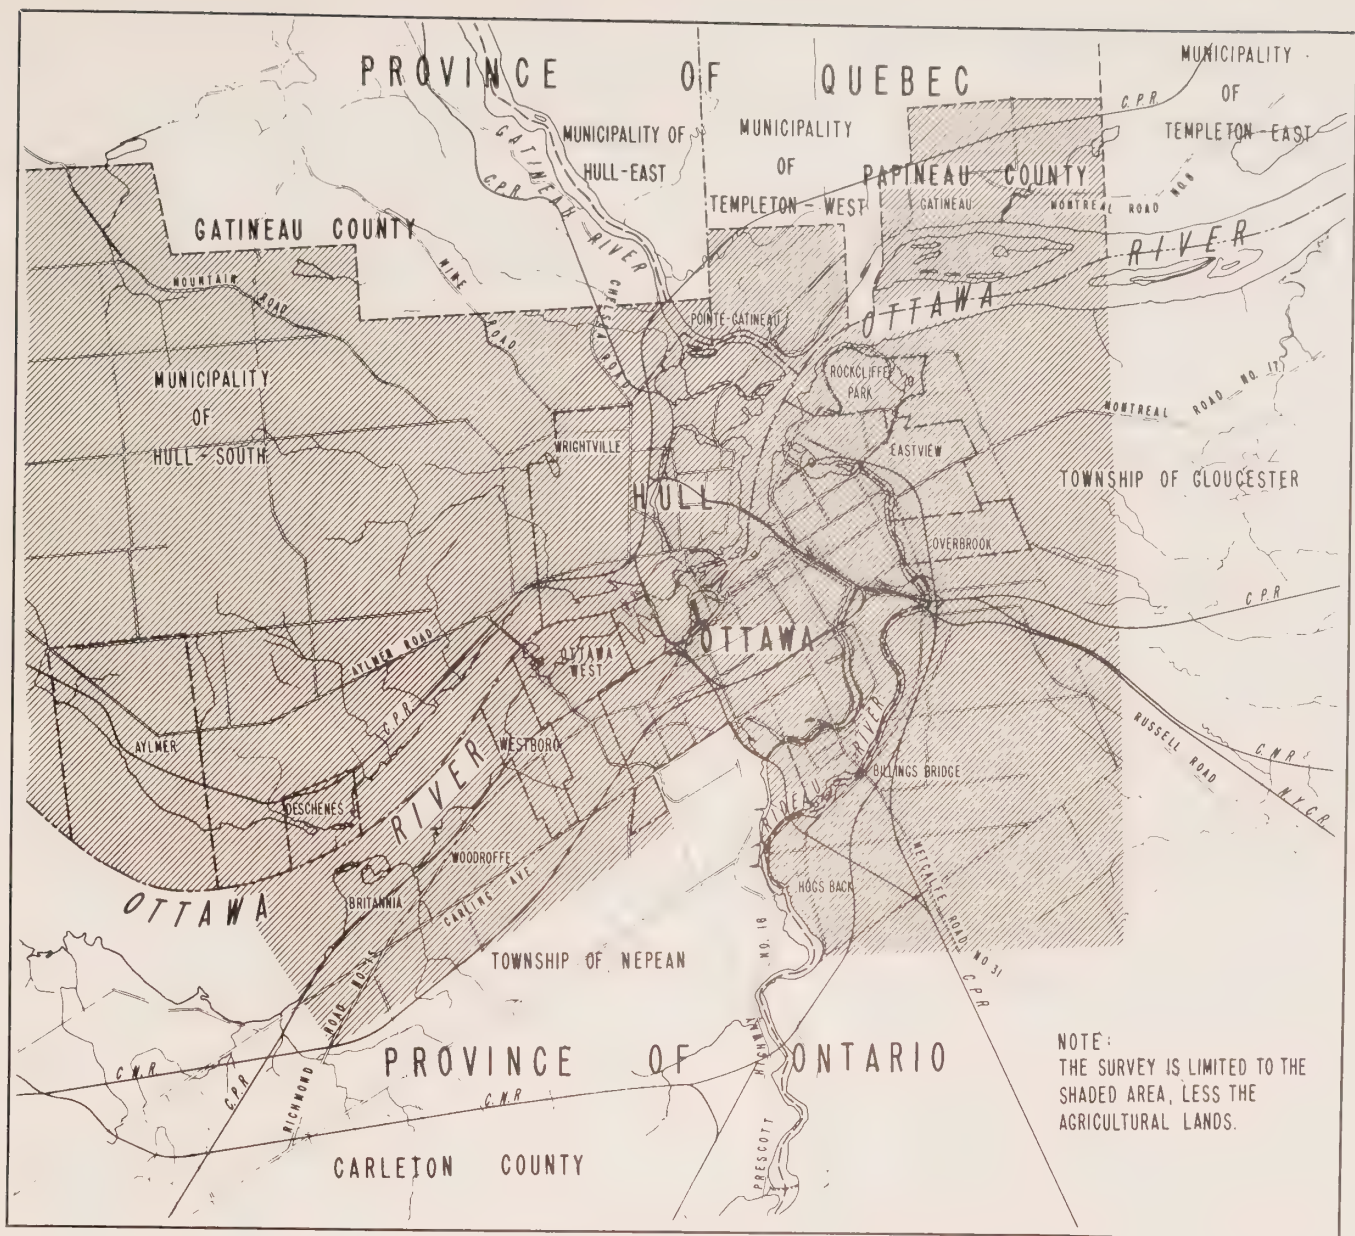 PROVINCE OF QUEBEC
MUNICIPALITY
OF
TEMPLETON-EAST
C.P.R.
MUNICIPALITY OF
HULL-EAST
MUNICIPALITY
OF
TEMPLETON-WEST
PAPINEAU COUNTY
GATINEAU
MONTREAL ROAD NO. 8
GATINEAU RIVER
C.P.R.
GATINEAU COUNTY
OTTAWA RIVER
MOUNTAIN ROAD
MINE ROAD
CHELSEA ROAD
POINTE-GATINEAU
ROCKCLIFFE
PARK
MUNICIPALITY
OF
HULL-SOUTH
MONTREAL ROAD NO. 17
WRIGHTVILLE
EASTVIEW
TOWNSHIP OF GLOUCESTER
HULL
OVERBROOK
C.P.R.
OTTAWA
OTTAWA
WEST
AYLMER ROAD
C.P.R.
AYLMER
DESCHENES
WESTBORO
RIDEAU RIVER
BILLINGS BRIDGE
RUSSELL ROAD
C.N.R.
N.Y.C.R.
OTTAWA RIVER
WOODROFFE
BRITANNIA
CARLING AVE.
HOGS BACK
METCALFE ROAD NO. 31
C.P.R.
TOWNSHIP OF NEPEAN
RICHMOND ROAD NO. 15
PRESCOTT HIGHWAY NO. 16
PROVINCE OF ONTARIO
C.N.R.
C.P.R.
C.N.R.
CARLETON COUNTY
NOTE:
THE SURVEY IS LIMITED TO THE
SHADED AREA, LESS THE
AGRICULTURAL LANDS.